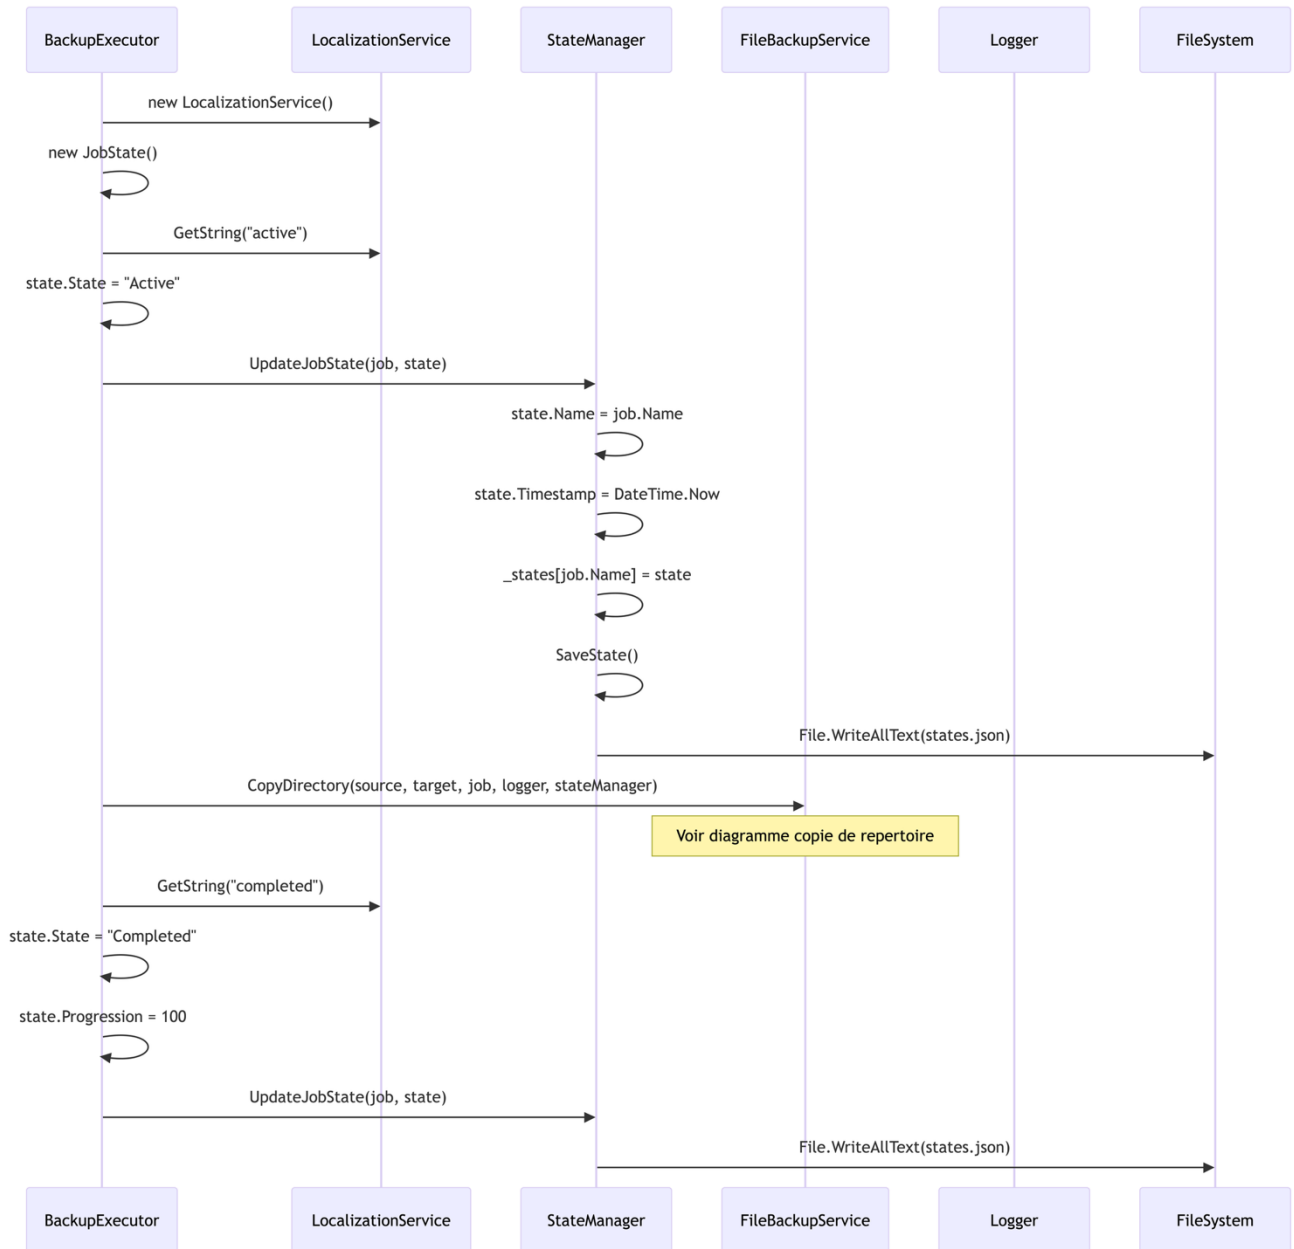 BackupExecutor
LocalizationService
StateManager
FileBackupService
Logger
FileSystem
new LocalizationService()
new JobState()
GetString("active")
state.State = "Active"
UpdateJobState(job, state)
state.Name = job.Name
state.Timestamp = DateTime.Now
_states[job.Name] = state
SaveState()
File.WriteAllText(states.json)
CopyDirectory(source, target, job, logger, stateManager)
Voir diagramme copie de repertoire
GetString("completed")
state.State = "Completed"
state.Progression = 100
UpdateJobState(job, state)
File.WriteAllText(states.json)
BackupExecutor
LocalizationService
StateManager
FileBackupService
Logger
FileSystem